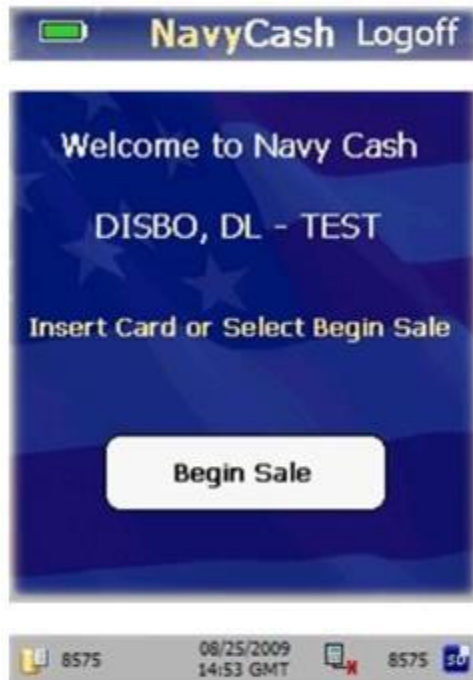 NavyCash Logoff
Welcome to Navy Cash
DISBO, DL - TEST
Insert Card or Select Begin Sale
Begin Sale
8575 08/25/2009 8575 SD
14:53 GMT